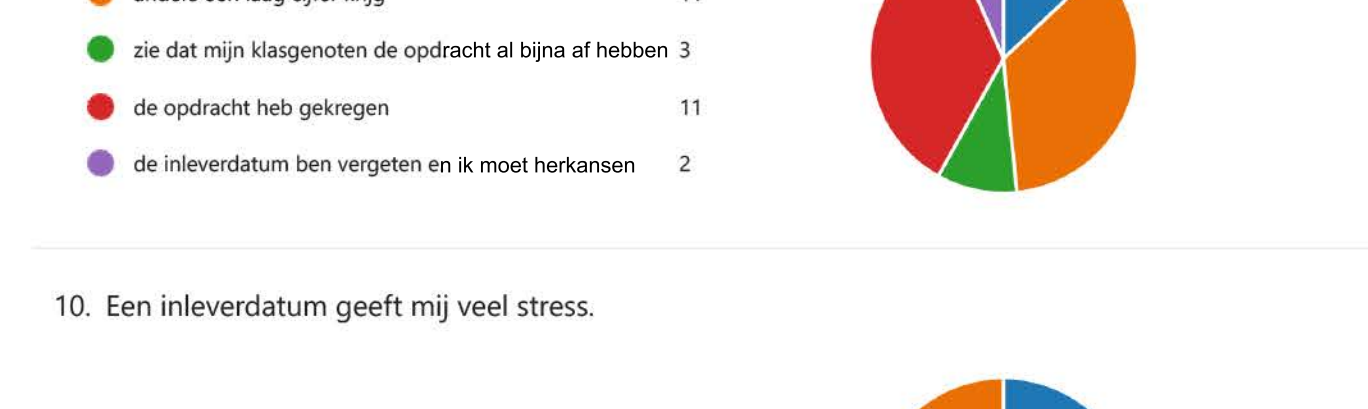 zie dat mijn klasgenoten de opdracht al bijna af hebben 3
de opdracht heb gekregen 11
de inleverdatum ben vergeten en ik moet herkansen 2
10. Een inleverdatum geeft mij veel stress.